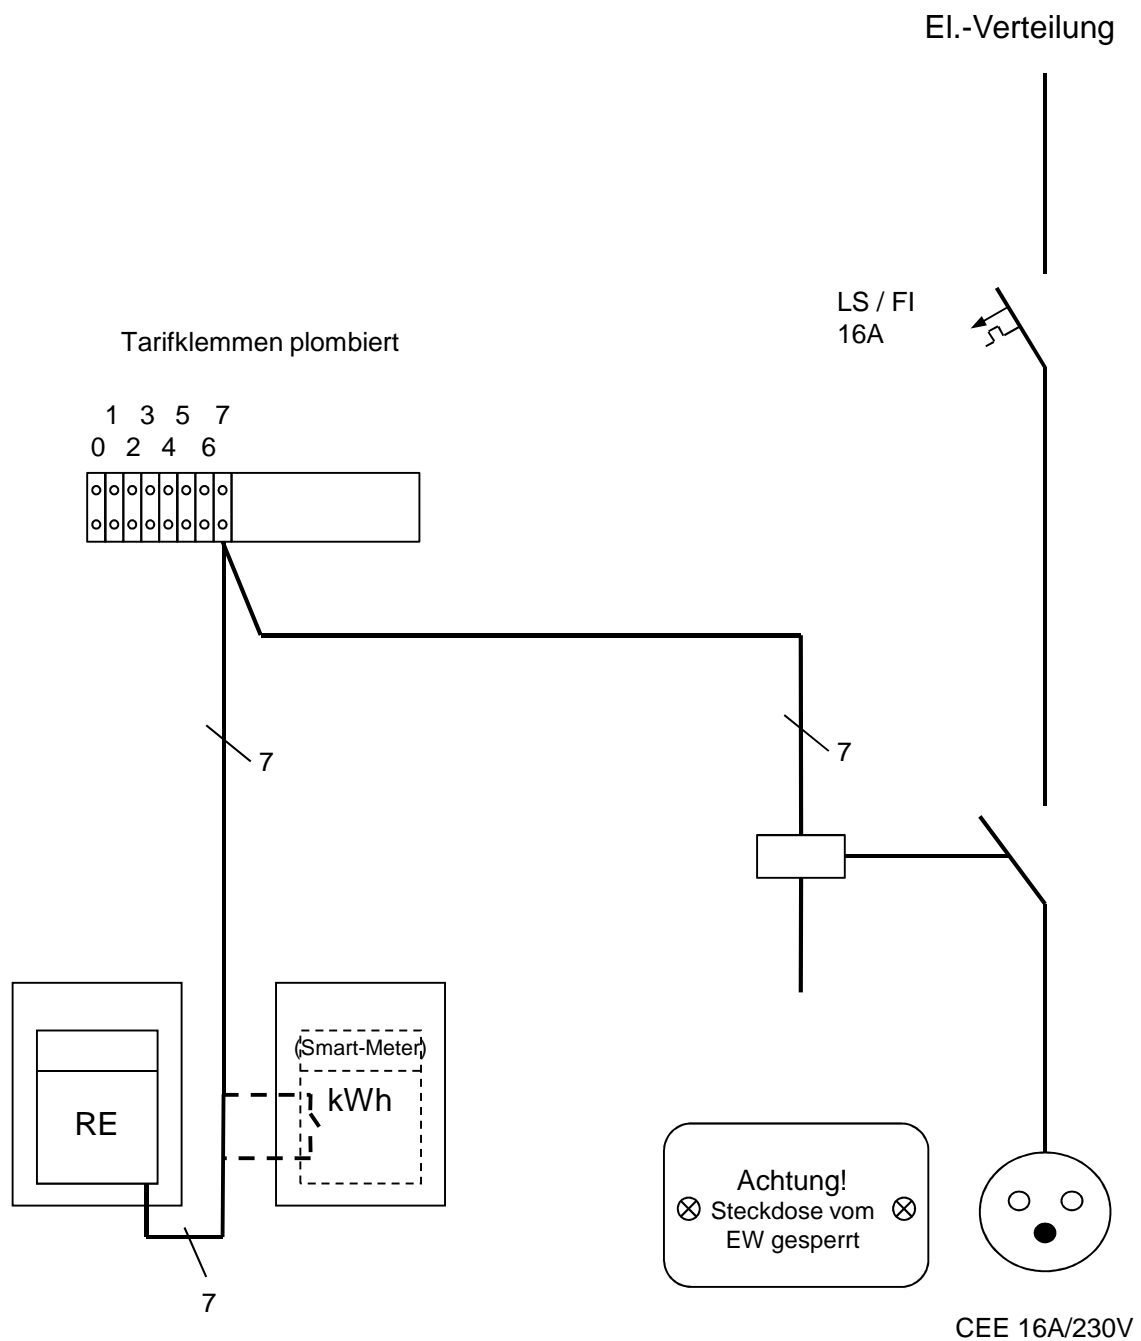 El.-Verteilung
LS / FI
16A
Tarifklemmen plombiert
1 3 5 7
0 2 4 6
7
7
(Smart-Meter)
kWh
RE
Achtung!
Steckdose vom
EW gesperrt
7
CEE 16A/230V